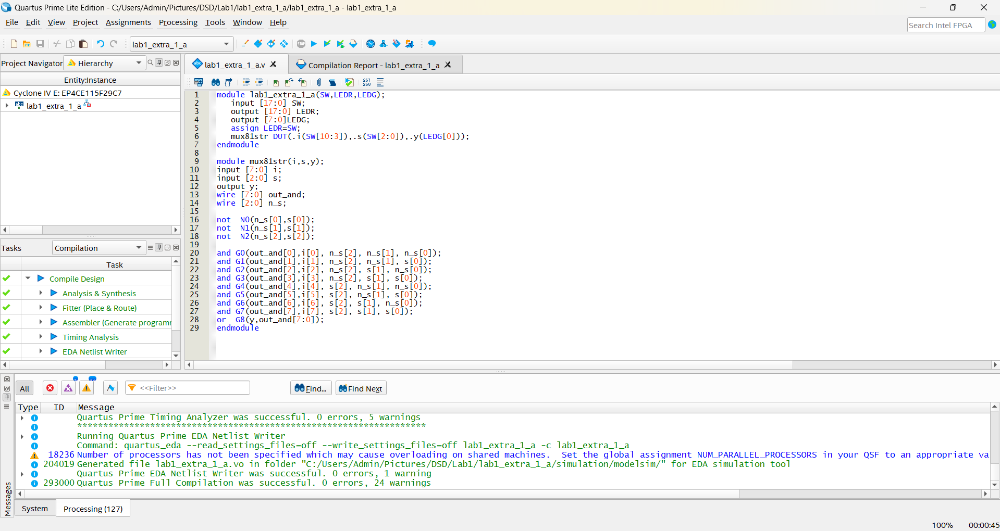 Quartus Prime Lite Edition - C:/Users/Admin/Pictures/DSD/Lab1/lab1_extra_1_a/lab1_extra_1_a - lab1_extra_1_a
File Edit View Project Assignments Processing Tools Window Help
Search Intel FPGA
lab1_extra_1_a
STOP
Project Navigator Hierarchy
Entity:Instance
Cyclone IV E: EP4CE115F29C7
abc lab1_extra_1_a
Tasks Compilation
Task
Compile Design
Analysis & Synthesis
Fitter (Place & Route)
Assembler (Generate programm
Timing Analysis
EDA Netlist Writer
abc lab1_extra_1_a.v
Compilation Report - lab1_extra_1_a
267
268
1 module lab1_extra_1_a(SW,LEDR,LEDG);
2 input [17:0] SW;
3 output [17:0] LEDR;
4 output [7:0]LEDG;
5 assign LEDR=SW;
6 mux81str DUT(.i(SW[10:3]),.s(SW[2:0]),.y(LEDG[0]));
7 endmodule
8
9 module mux81str(i,s,y);
10 input [7:0] i;
11 input [2:0] s;
12 output y;
13 wire [7:0] out_and;
14 wire [2:0] n_s;
15
16 not N0(n_s[0],s[0]);
17 not N1(n_s[1],s[1]);
18 not N2(n_s[2],s[2]);
19
20 and G0(out_and[0],i[0], n_s[2], n_s[1], n_s[0]);
21 and G1(out_and[1],i[1], n_s[2], n_s[1], s[0]);
22 and G2(out_and[2],i[2], n_s[2], s[1], n_s[0]);
23 and G3(out_and[3],i[3], n_s[2], s[1], s[0]);
24 and G4(out_and[4],i[4], s[2], n_s[1], n_s[0]);
25 and G5(out_and[5],i[5], s[2], n_s[1], s[0]);
26 and G6(out_and[6],i[6], s[2], s[1], n_s[0]);
27 and G7(out_and[7],i[7], s[2], s[1], s[0]);
28 or G8(y,out_and[7:0]);
29 endmodule
All <<Filter>> Find... Find Next
Type ID Message
Quartus Prime Timing Analyzer was successful. 0 errors, 5 warnings
*******************************************************************
Running Quartus Prime EDA Netlist Writer
Command: quartus_eda --read_settings_files=off --write_settings_files=off lab1_extra_1_a -c lab1_extra_1_a
18236 Number of processors has not been specified which may cause overloading on shared machines.  Set the global assignment NUM_PARALLEL_PROCESSORS in your QSF to an appropriate va
204019 Generated file lab1_extra_1_a.vo in folder "C:/Users/Admin/Pictures/DSD/Lab1/lab1_extra_1_a/simulation/modelsim/" for EDA simulation tool
Quartus Prime EDA Netlist Writer was successful. 0 errors, 1 warning
293000 Quartus Prime Full Compilation was successful. 0 errors, 24 warnings
Messages
System Processing (127)
100% 00:00:45